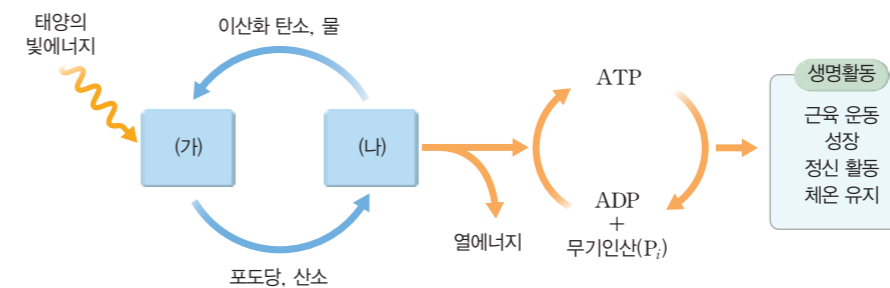 태양의
빛에너지
이산화 탄소, 물
(가)
(나)
포도당, 산소
열에너지
ATP
ADP
+
무기인산(Pᵢ)
생명활동
근육 운동
성장
정신 활동
체온 유지